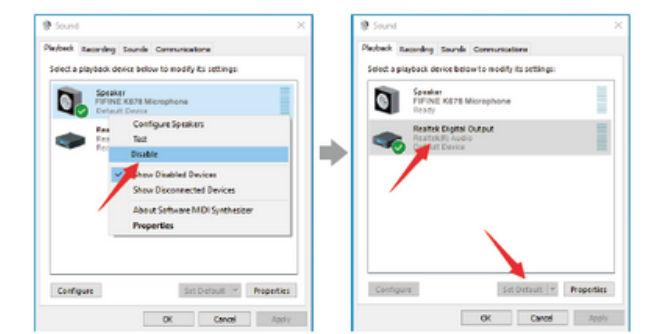 Sound
Playback Recording Sounds Communications
Select a playback device below to modify its settings:
Speaker
FIFINE K678 Microphone
Default Device
Configure Speakers
Test
Disable
Show Disabled Devices
Show Disconnected Devices
About Software MIDI Synthesizer
Properties
Configure Set Default Properties
OK Cancel Apply
Sound
Playback Recording Sounds Communications
Select a playback device below to modify its settings:
Speaker
FIFINE K678 Microphone
Ready
Realtek Digital Output
Realtek(R) Audio
Device
Configure Set Default Properties
OK Cancel Apply